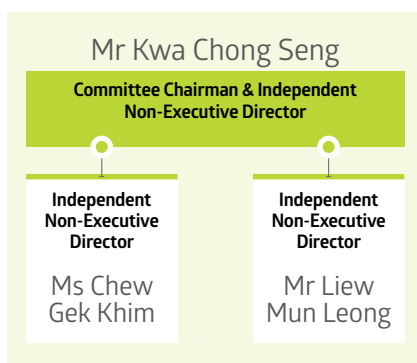 Mr Kwa Chong Seng
Committee Chairman & Independent
Non-Executive Director
Independent
Non-Executive
Director
Ms Chew
Gek Khim
Independent
Non-Executive
Director
Mr Liew
Mun Leong